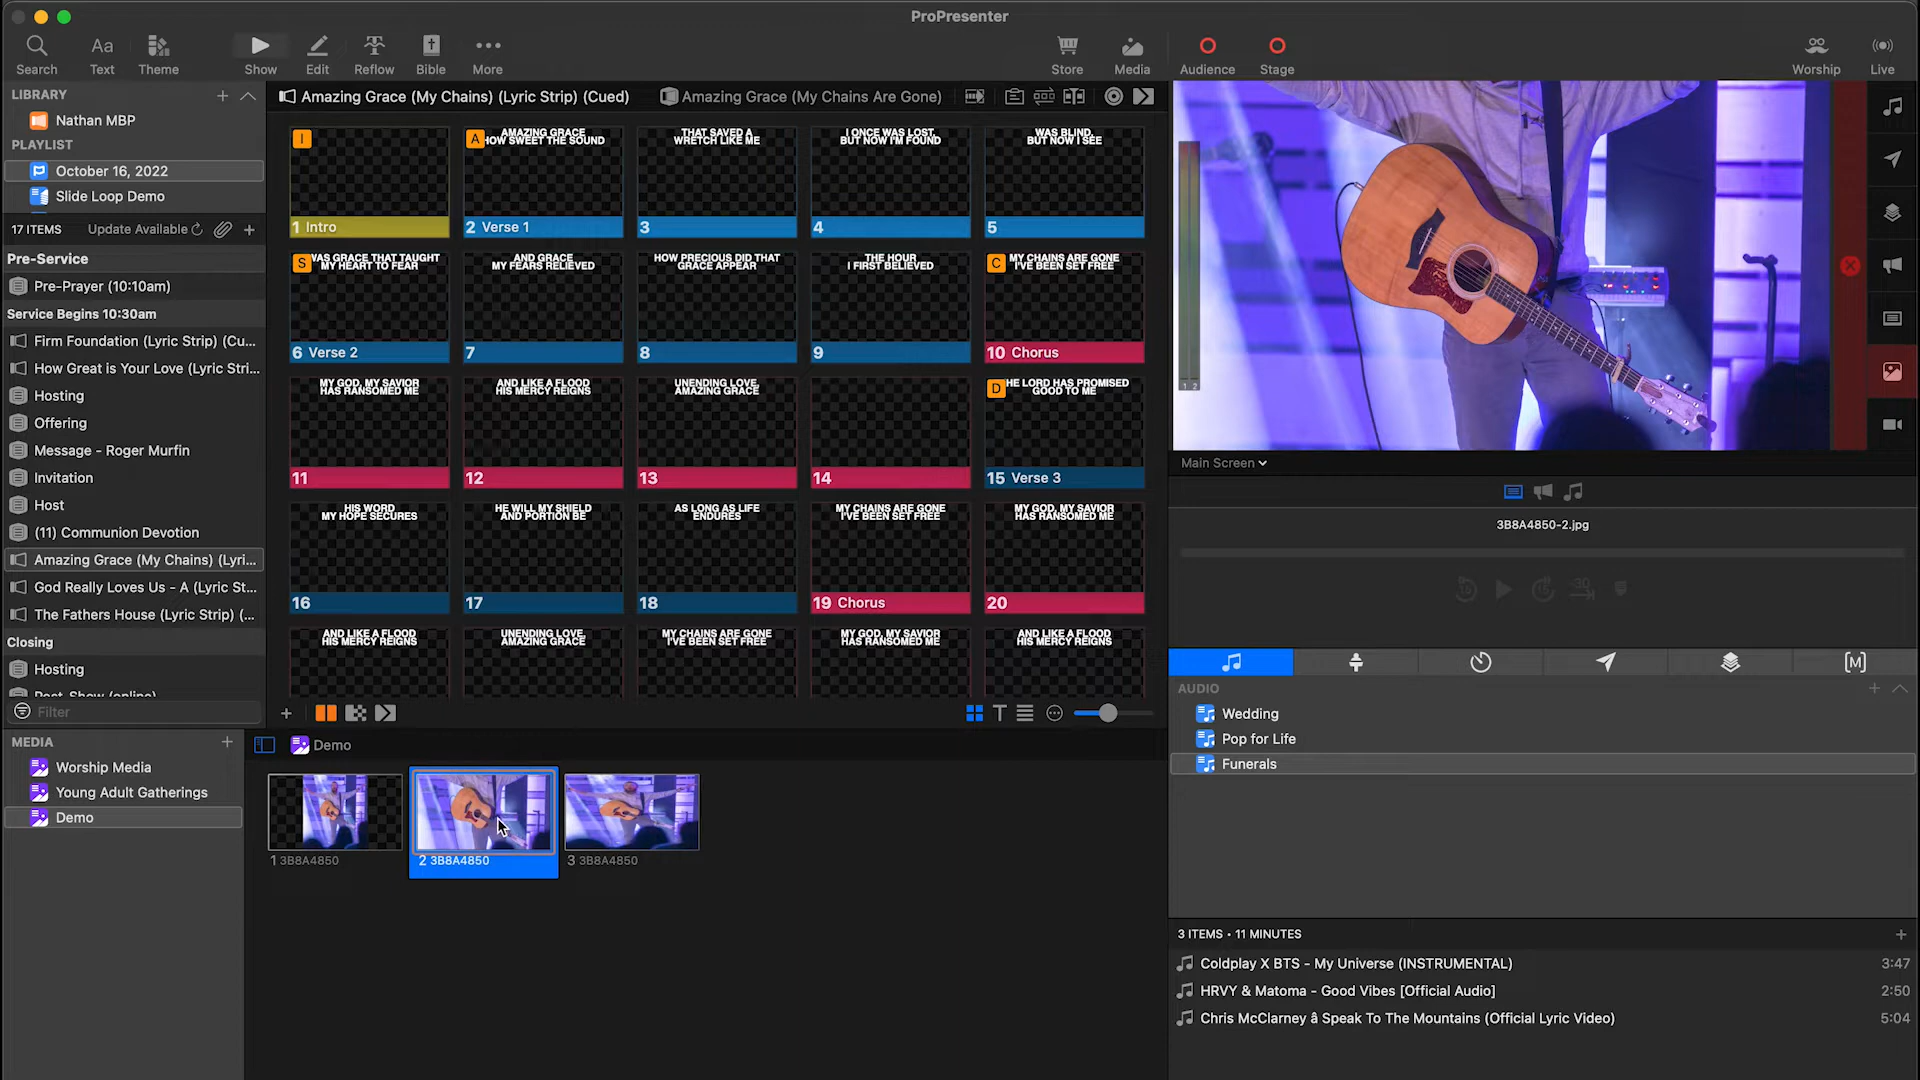 ProPresenter
Search
Text
Theme
Show
Edit
Reflow
Bible
More
Store
Media
Audience
Stage
Worship
Live
LIBRARY
Nathan MBP
PLAYLIST
October 16, 2022
Slide Loop Demo
17 ITEMS
Update Available
Pre-Service
Pre-Prayer (10:10am)
Service Begins 10:30am
Firm Foundation (Lyric Strip) (Cu...
How Great is Your Love (Lyric Stri...
Hosting
Offering
Message - Roger Murfin
Invitation
Host
(11) Communion Devotion
Amazing Grace (My Chains) (Lyri...
God Really Loves Us - A (Lyric St...
The Fathers House (Lyric Strip) (...
Closing
Hosting
Post-Show (online)
Filter
Amazing Grace (My Chains) (Lyric Strip) (Cued)
Amazing Grace (My Chains Are Gone)
I
1 Intro
A
AMAZING GRACE
HOW SWEET THE SOUND
2 Verse 1
THAT SAVED A
WRETCH LIKE ME
3
I ONCE WAS LOST,
BUT NOW I'M FOUND
4
WAS BLIND,
BUT NOW I SEE
5
S
WAS GRACE THAT TAUGHT
MY HEART TO FEAR
6 Verse 2
AND GRACE
MY FEARS RELIEVED
7
HOW PRECIOUS DID THAT
GRACE APPEAR
8
THE HOUR
I FIRST BELIEVED
9
C
MY CHAINS ARE GONE
I'VE BEEN SET FREE
10 Chorus
MY GOD, MY SAVIOR
HAS RANSOMED ME
11
AND LIKE A FLOOD
HIS MERCY REIGNS
12
UNENDING LOVE,
AMAZING GRACE
13
14
D
HE LORD HAS PROMISED
GOOD TO ME
15 Verse 3
HIS WORD
MY HOPE SECURES
16
HE WILL MY SHIELD
AND PORTION BE
17
AS LONG AS LIFE
ENDURES
18
MY CHAINS ARE GONE
I'VE BEEN SET FREE
19 Chorus
MY GOD, MY SAVIOR
HAS RANSOMED ME
20
AND LIKE A FLOOD
HIS MERCY REIGNS
UNENDING LOVE,
AMAZING GRACE
MY CHAINS ARE GONE
I'VE BEEN SET FREE
MY GOD, MY SAVIOR
HAS RANSOMED ME
AND LIKE A FLOOD
HIS MERCY REIGNS
MEDIA
Worship Media
Young Adult Gatherings
Demo
Demo
1 3B8A4850
2 3B8A4850
3 3B8A4850
1 2
Main Screen
3B8A4850-2.jpg
30
[M]
AUDIO
Wedding
Pop for Life
Funerals
3 ITEMS • 11 MINUTES
Coldplay X BTS - My Universe (INSTRUMENTAL)
3:47
HRVY & Matoma - Good Vibes [Official Audio]
2:50
Chris McClarney â Speak To The Mountains (Official Lyric Video)
5:04